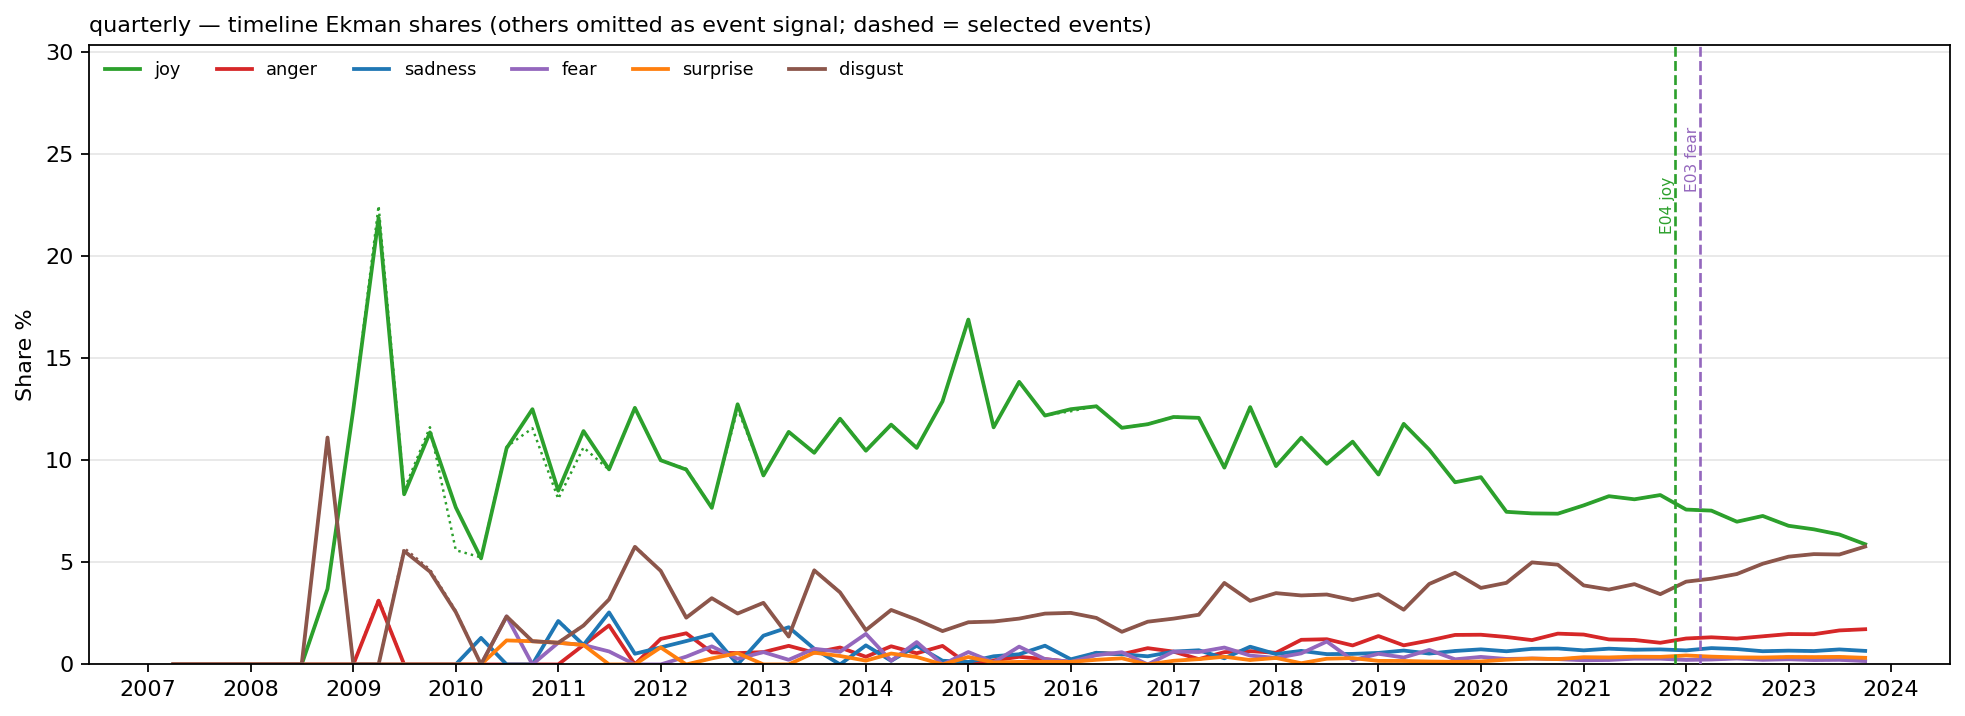 quarterly — timeline Ekman shares (others omitted as event signal; dashed = selected events)
joy anger sadness fear surprise disgust
Share %
30
25
20
15
10
5
0
E04 joy
E03 fear
2007 2008 2009 2010 2011 2012 2013 2014 2015 2016 2017 2018 2019 2020 2021 2022 2023 2024